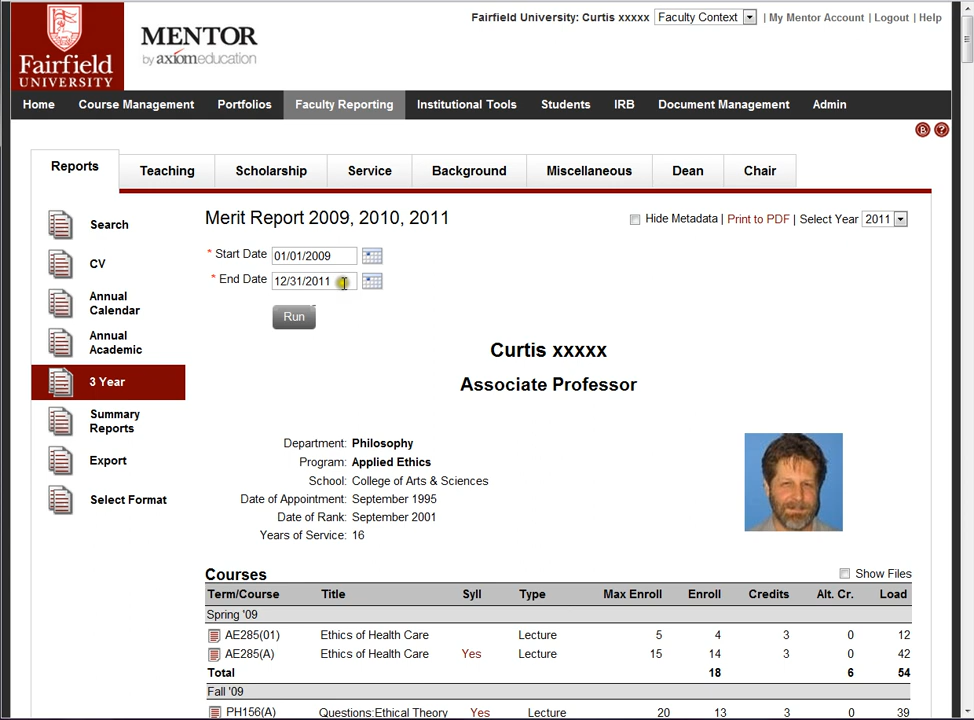 Fairfield University: Curtis xxxxx Faculty Context | My Mentor Account | Logout | Help
Fairfield
UNIVERSITY
MENTOR
by axiomeducation
Home Course Management Portfolios Faculty Reporting Institutional Tools Students IRB Document Management Admin
B ?
Reports Teaching Scholarship Service Background Miscellaneous Dean Chair
Search
CV
Annual
Calendar
Annual
Academic
3 Year
Summary
Reports
Export
Select Format
Merit Report 2009, 2010, 2011
Hide Metadata | Print to PDF | Select Year 2011
* Start Date 01/01/2009
* End Date 12/31/2011
Run
Curtis xxxxx
Associate Professor
Department: Philosophy
Program: Applied Ethics
School: College of Arts & Sciences
Date of Appointment: September 1995
Date of Rank: September 2001
Years of Service: 16
Courses Show Files
Term/Course Title Syll Type Max Enroll Enroll Credits Alt. Cr. Load
Spring '09
AE285(01) Ethics of Health Care Lecture 5 4 3 0 12
AE285(A) Ethics of Health Care Yes Lecture 15 14 3 0 42
Total 18 6 54
Fall '09
PH156(A) Questions:Ethical Theory Yes Lecture 20 13 3 0 39